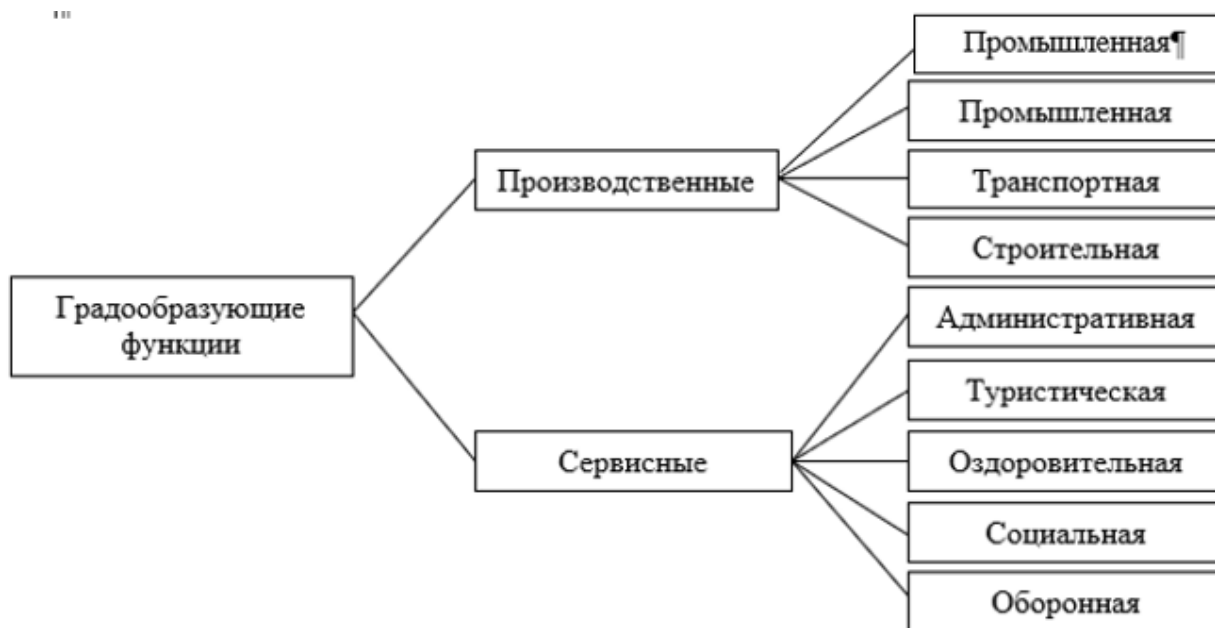 Промышленная¶
Промышленная
Производственные
Транспортная
Строительная
Градообразующие
функции
Административная
Туристическая
Сервисные
Оздоровительная
Социальная
Оборонная